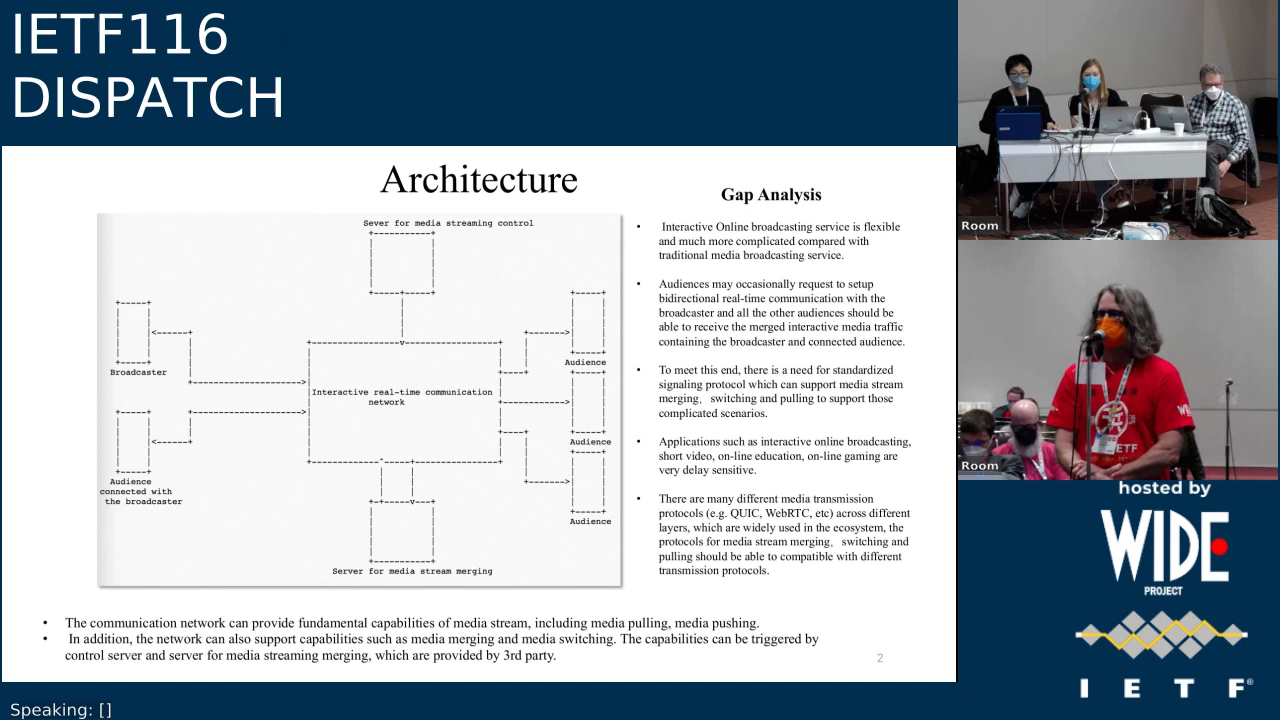 IETF116
DISPATCH
Architecture
Sever for media streaming control
Broadcaster
Interactive real-time communication
network
Audience
Audience
Audience
Audience
connected with
the broadcaster
Server for media stream merging
Gap Analysis
• Interactive Online broadcasting service is flexible
and much more complicated compared with
traditional media broadcasting service.
• Audiences may occasionally request to setup
bidirectional real-time communication with the
broadcaster and all the other audiences should be
able to receive the merged interactive media traffic
containing the broadcaster and connected audience.
• To meet this end, there is a need for standardized
signaling protocol which can support media stream
merging, switching and pulling to support those
complicated scenarios.
• Applications such as interactive online broadcasting,
short video, on-line education, on-line gaming are
very delay sensitive.
• There are many different media transmission
protocols (e.g. QUIC, WebRTC, etc) across different
layers, which are widely used in the ecosystem, the
protocols for media stream merging, switching and
pulling should be able to compatible with different
transmission protocols.
• The communication network can provide fundamental capabilities of media stream, including media pulling, media pushing.
• In addition, the network can also support capabilities such as media merging and media switching. The capabilities can be triggered by
control server and server for media streaming merging, which are provided by 3rd party.
2
Speaking: []
Room
Room
ETF
hosted by
WIDE
PROJECT
I E T F®